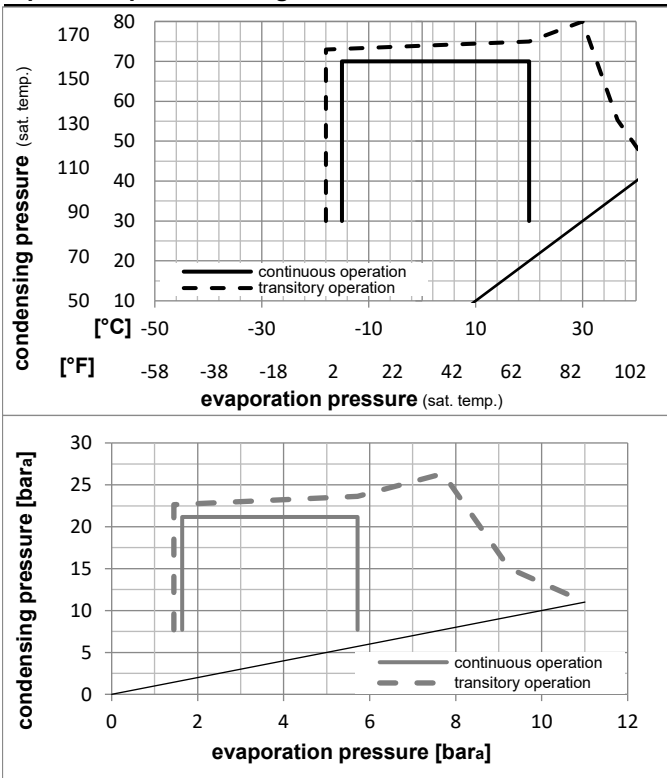 condensing pressure (sat. temp.)
170 80
150 70
60
130 50
110 40
90 30
70 20
50 10
continuous operation
transitory operation
[°C] -50 -30 -10 10 30
[°F] -58 -38 -18 2 22 42 62 82 102
evaporation pressure (sat. temp.)
condensing pressure [bara]
30
25
20
15
10
5
0
continuous operation
transitory operation
0 2 4 6 8 10 12
evaporation pressure [bara]